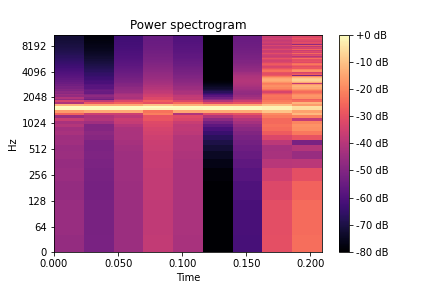 Power spectrogram
Hz
8192
4096
2048
1024
512
256
128
64
0
0.000 0.050 0.100 0.150 0.200
Time
+0 dB
-10 dB
-20 dB
-30 dB
-40 dB
-50 dB
-60 dB
-70 dB
-80 dB